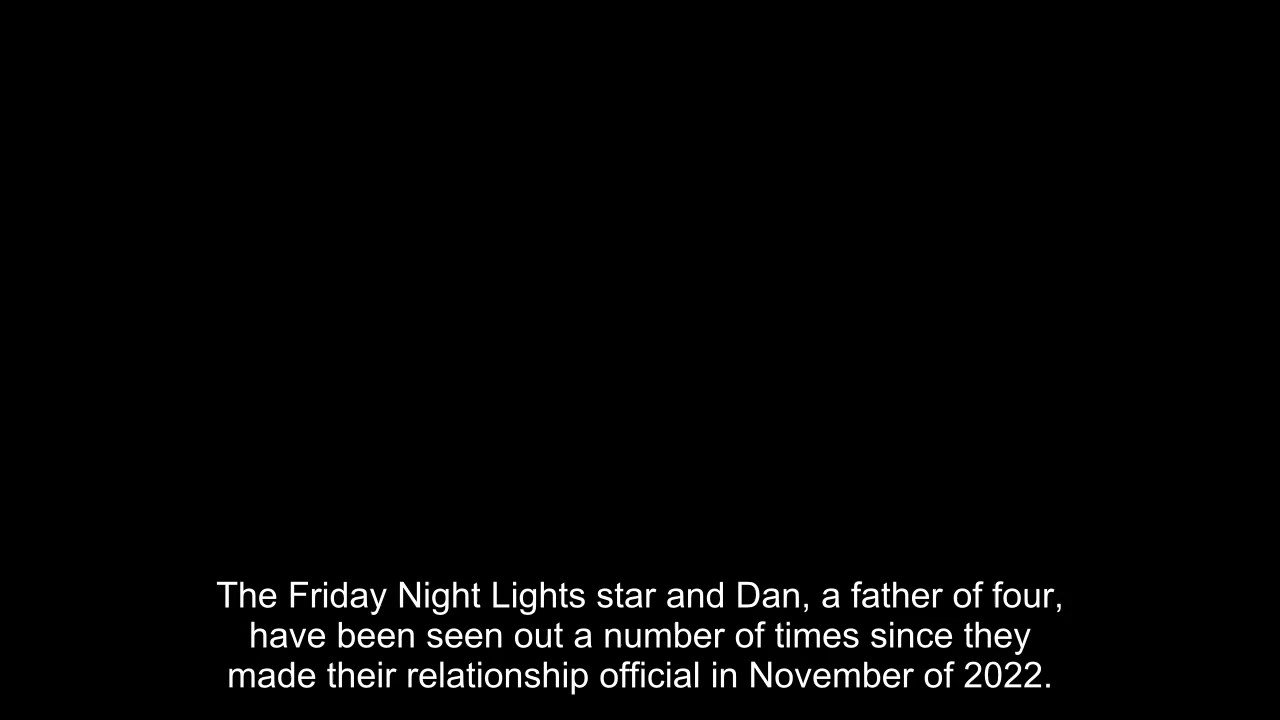 The Friday Night Lights star and Dan, a father of four,
have been seen out a number of times since they
made their relationship official in November of 2022.